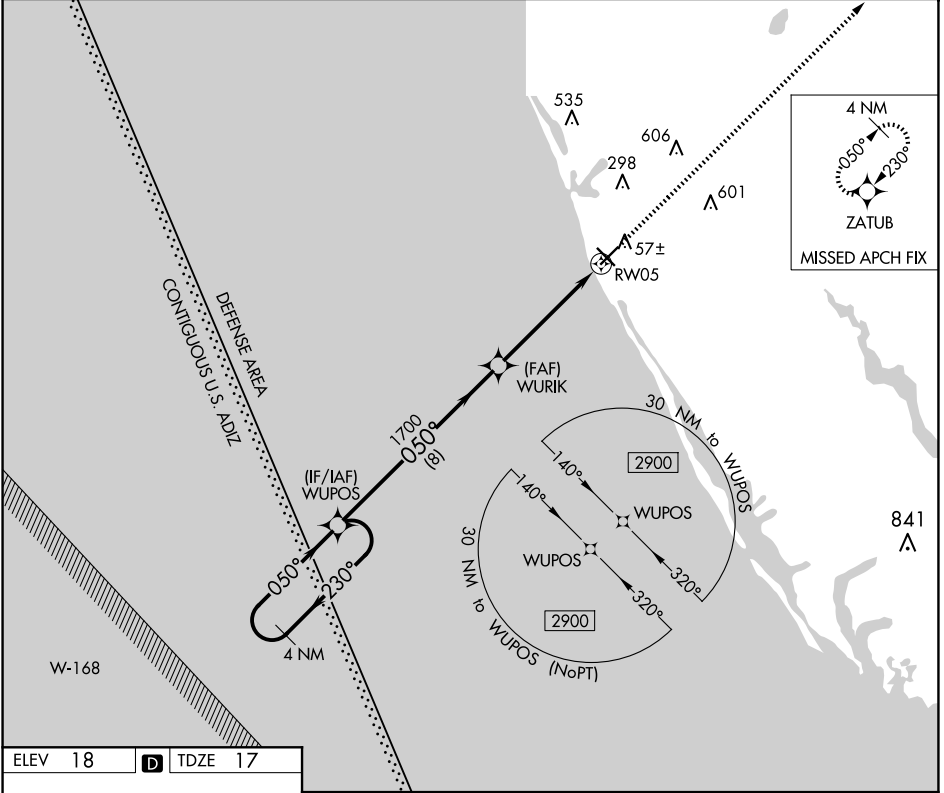 535
606
298
601
57±
RW05
4 NM
050°
230°
ZATUB
MISSED APCH FIX
DEFENSE AREA
CONTIGUOUS U.S. ADIZ
(FAF)
WURIK
1700
050°
(8)
(IF/IAF)
WUPOS
050°
230°
4 NM
30 NM to WUPOS
140°
2900
WUPOS
320°
140°
WUPOS
320°
2900
30 NM to WUPOS (NoPT)
841
W-168
ELEV 18 D TDZE 17